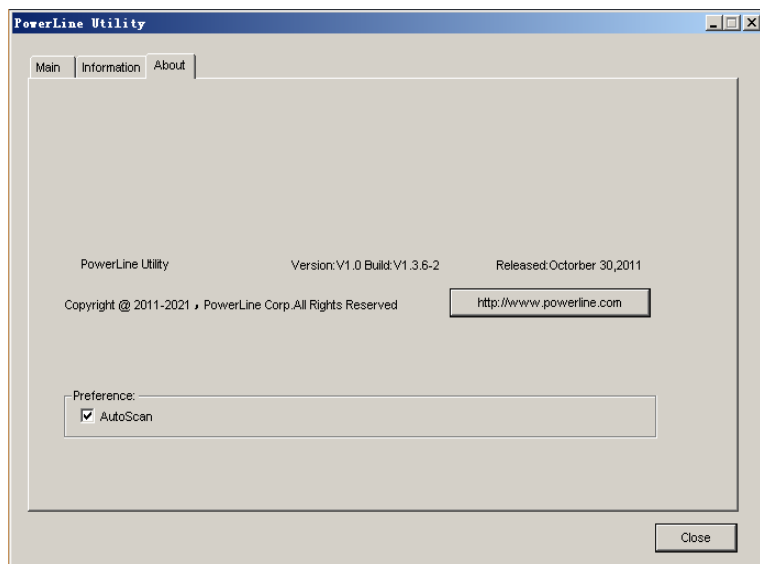 PowerLine Utility
Main Information About
PowerLine Utility Version:V1.0 Build:V1.3.6-2 Released:Octorber 30,2011
Copyright @ 2011-2021 , PowerLine Corp.All Rights Reserved http://www.powerline.com
Preference:
AutoScan
Close